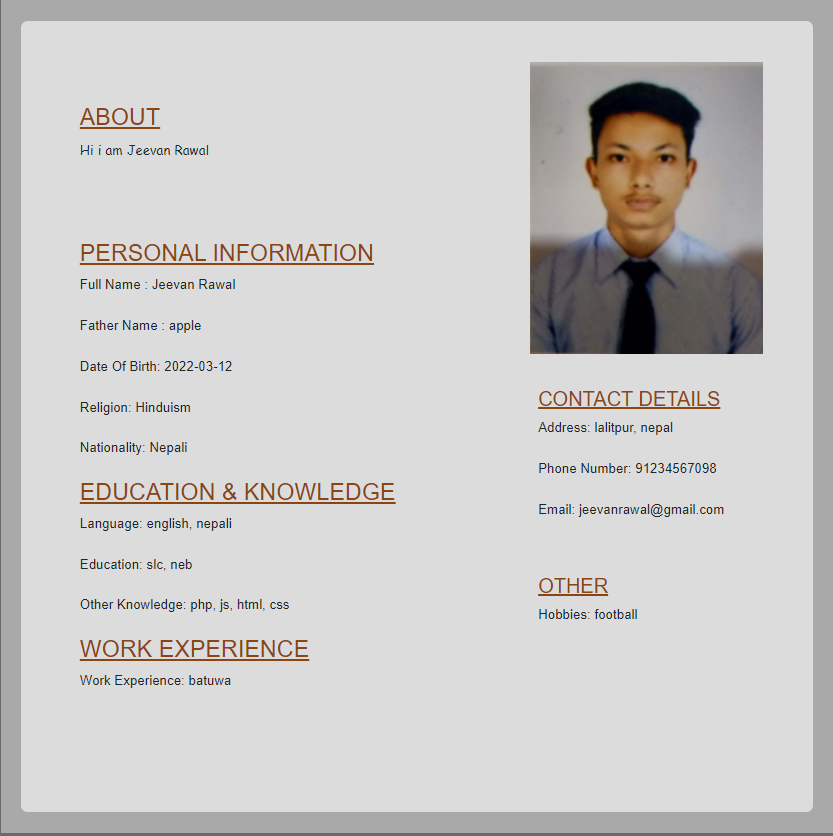 ABOUT
Hi i am Jeevan Rawal
PERSONAL INFORMATION
Full Name : Jeevan Rawal
Father Name : apple
Date Of Birth: 2022-03-12
Religion: Hinduism
Nationality: Nepali
EDUCATION & KNOWLEDGE
Language: english, nepali
Education: slc, neb
Other Knowledge: php, js, html, css
WORK EXPERIENCE
Work Experience: batuwa
CONTACT DETAILS
Address: lalitpur, nepal
Phone Number: 91234567098
Email: jeevanrawal@gmail.com
OTHER
Hobbies: football